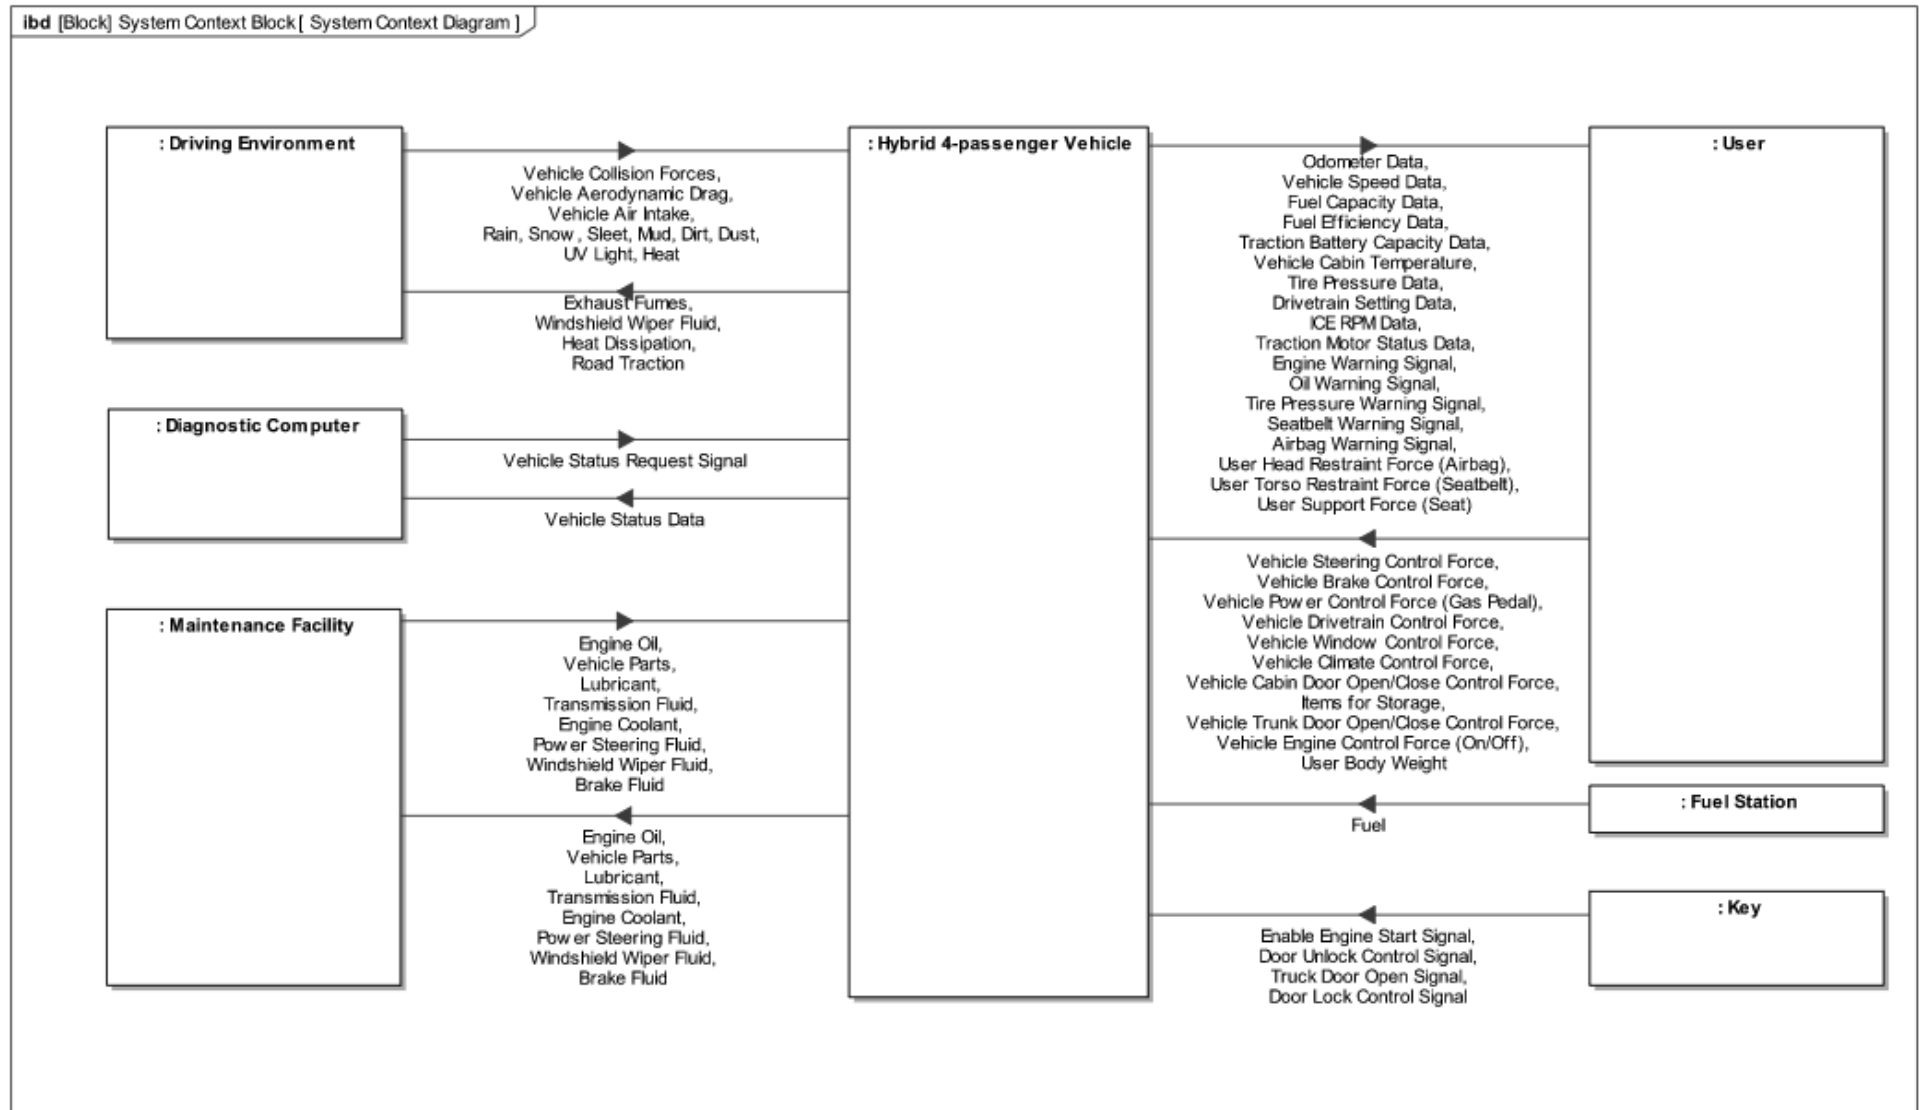 ibd [Block] System Context Block [ System Context Diagram ]
: Driving Environment
Vehicle Collision Forces,
Vehicle Aerodynamic Drag,
Vehicle Air Intake,
Rain, Snow, Sleet, Mud, Dirt, Dust,
UV Light, Heat
Exhaust Fumes,
Windshield Wiper Fluid,
Heat Dissipation,
Road Traction
: Diagnostic Computer
Vehicle Status Request Signal
Vehicle Status Data
: Maintenance Facility
Engine Oil,
Vehicle Parts,
Lubricant,
Transmission Fluid,
Engine Coolant,
Power Steering Fluid,
Windshield Wiper Fluid,
Brake Fluid
Engine Oil,
Vehicle Parts,
Lubricant,
Transmission Fluid,
Engine Coolant,
Power Steering Fluid,
Windshield Wiper Fluid,
Brake Fluid
: Hybrid 4-passenger Vehicle
Odometer Data,
Vehicle Speed Data,
Fuel Capacity Data,
Fuel Efficiency Data,
Traction Battery Capacity Data,
Vehicle Cabin Temperature,
Tire Pressure Data,
Drivetrain Setting Data,
ICE RPM Data,
Traction Motor Status Data,
Engine Warning Signal,
Oil Warning Signal,
Tire Pressure Warning Signal,
Seatbelt Warning Signal,
Airbag Warning Signal,
User Head Restraint Force (Airbag),
User Torso Restraint Force (Seatbelt),
User Support Force (Seat)
Vehicle Steering Control Force,
Vehicle Brake Control Force,
Vehicle Power Control Force (Gas Pedal),
Vehicle Drivetrain Control Force,
Vehicle Window Control Force,
Vehicle Climate Control Force,
Vehicle Cabin Door Open/Close Control Force,
Items for Storage,
Vehicle Trunk Door Open/Close Control Force,
Vehicle Engine Control Force (On/Off),
User Body Weight
: User
Fuel
: Fuel Station
Enable Engine Start Signal,
Door Unlock Control Signal,
Truck Door Open Signal,
Door Lock Control Signal
: Key